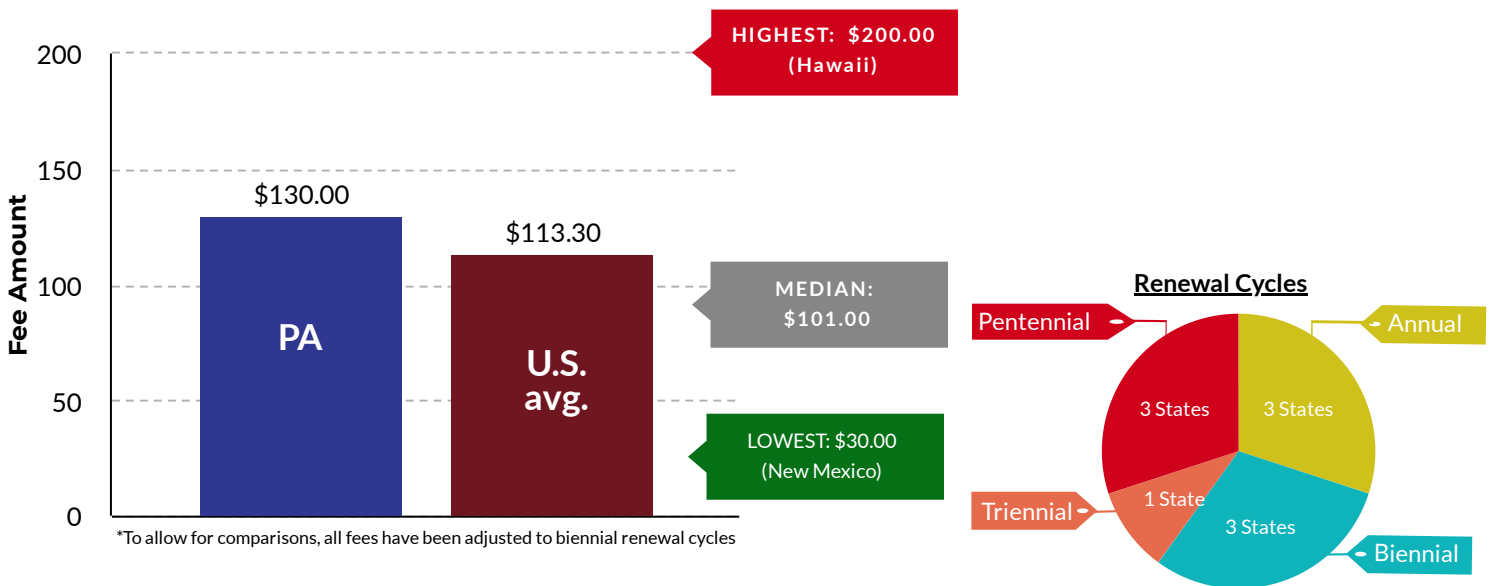 Fee Amount
200
150
100
50
0
$130.00
PA
$113.30
U.S.
avg.
*To allow for comparisons, all fees have been adjusted to biennial renewal cycles
HIGHEST: $200.00
(Hawaii)
MEDIAN:
$101.00
LOWEST: $30.00
(New Mexico)
Renewal Cycles
Pentennial
Annual
3 States
3 States
Triennial
1 State
3 States
Biennial